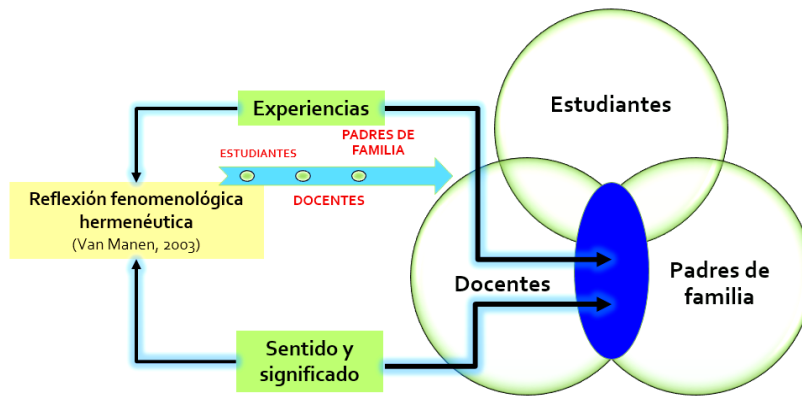 Experiencias
Estudiantes
PADRES DE
FAMILIA
ESTUDIANTES
DOCENTES
Reflexión fenomenológica
hermenéutica
(Van Manen, 2003)
Docentes
Padres de
familia
Sentido y
significado